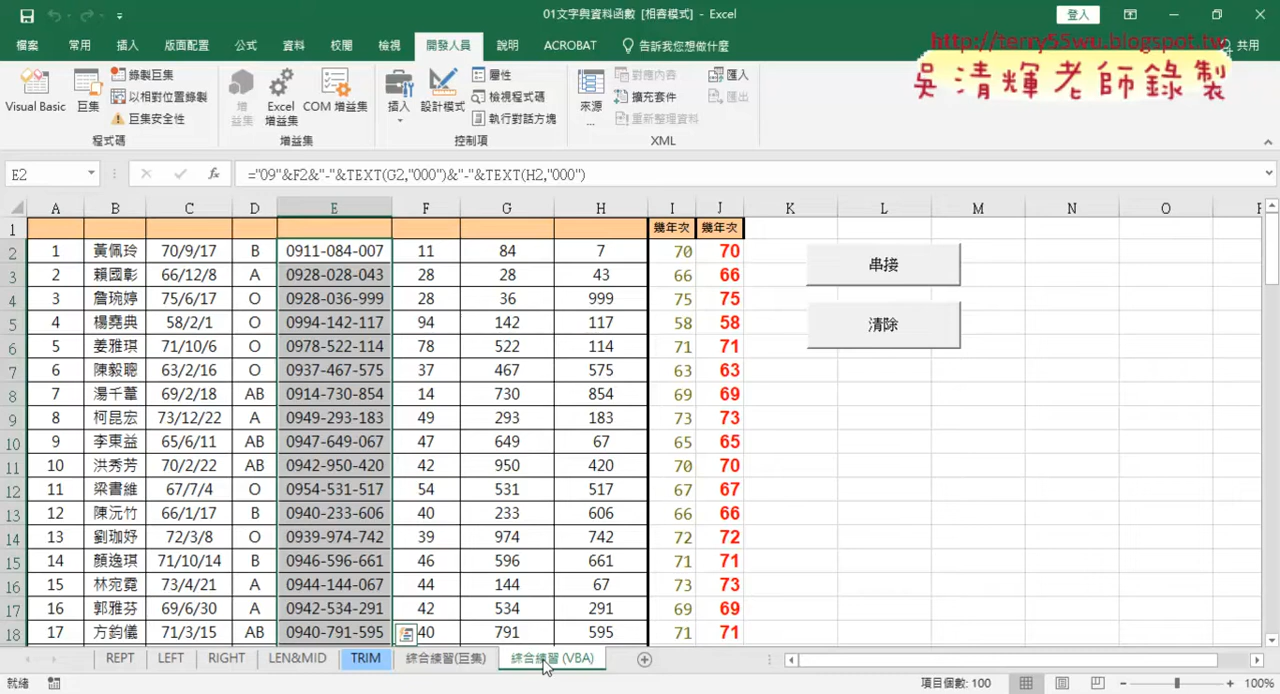 01文字與資料函數 [相容模式] - Excel
登入
檔案 常用 插入 版面配置 公式 資料 校閱 檢視 開發人員 說明 ACROBAT 告訴我您想做什麼 共用
http://terry55wu.blogspot.tw
吳清輝老師錄製
Visual Basic 巨集 錄製巨集 以相對位置錄製 巨集安全性 程式碼
增益集 Excel 增益集 COM 增益集 增益集
插入 設計模式 屬性 檢視程式碼 執行對話方塊 控制項
來源 ... 對應內容 擴充套件 重新整理資料 匯入 匯出 XML
E2 fx ="09"&F2&"-"&TEXT(G2,"000")&"-"&TEXT(H2,"000")
A B C D E F G H I J K L M N O
1 幾年次 幾年次
2 1 黃佩玲 70/9/17 B 0911-084-007 11 84 7 70 70
3 2 賴國彰 66/12/8 A 0928-028-043 28 28 43 66 66
4 3 詹琬婷 75/6/17 O 0928-036-999 28 36 999 75 75
5 4 楊堯典 58/2/1 O 0994-142-117 94 142 117 58 58
6 5 姜雅琪 71/10/6 O 0978-522-114 78 522 114 71 71
7 6 陳毅聰 63/2/16 O 0937-467-575 37 467 575 63 63
8 7 湯千葦 69/2/18 AB 0914-730-854 14 730 854 69 69
9 8 柯昆宏 73/12/22 A 0949-293-183 49 293 183 73 73
10 9 李東益 65/6/11 AB 0947-649-067 47 649 67 65 65
11 10 洪秀芳 70/2/22 AB 0942-950-420 42 950 420 70 70
12 11 梁書維 67/7/4 O 0954-531-517 54 531 517 67 67
13 12 陳沅竹 66/1/17 B 0940-233-606 40 233 606 66 66
14 13 劉珈妤 72/3/8 O 0939-974-742 39 974 742 72 72
15 14 顏逸琪 71/10/14 B 0946-596-661 46 596 661 71 71
16 15 林宛霓 73/4/21 A 0944-144-067 44 144 67 73 73
17 16 郭雅芬 69/6/30 A 0942-534-291 42 534 291 69 69
18 17 方鈞儀 71/3/15 AB 0940-791-595 40 791 595 71 71
串接
清除
REPT LEFT RIGHT LEN&MID TRIM 綜合練習(巨集) 綜合練習 (VBA)
就緒 項目個數: 100 100%